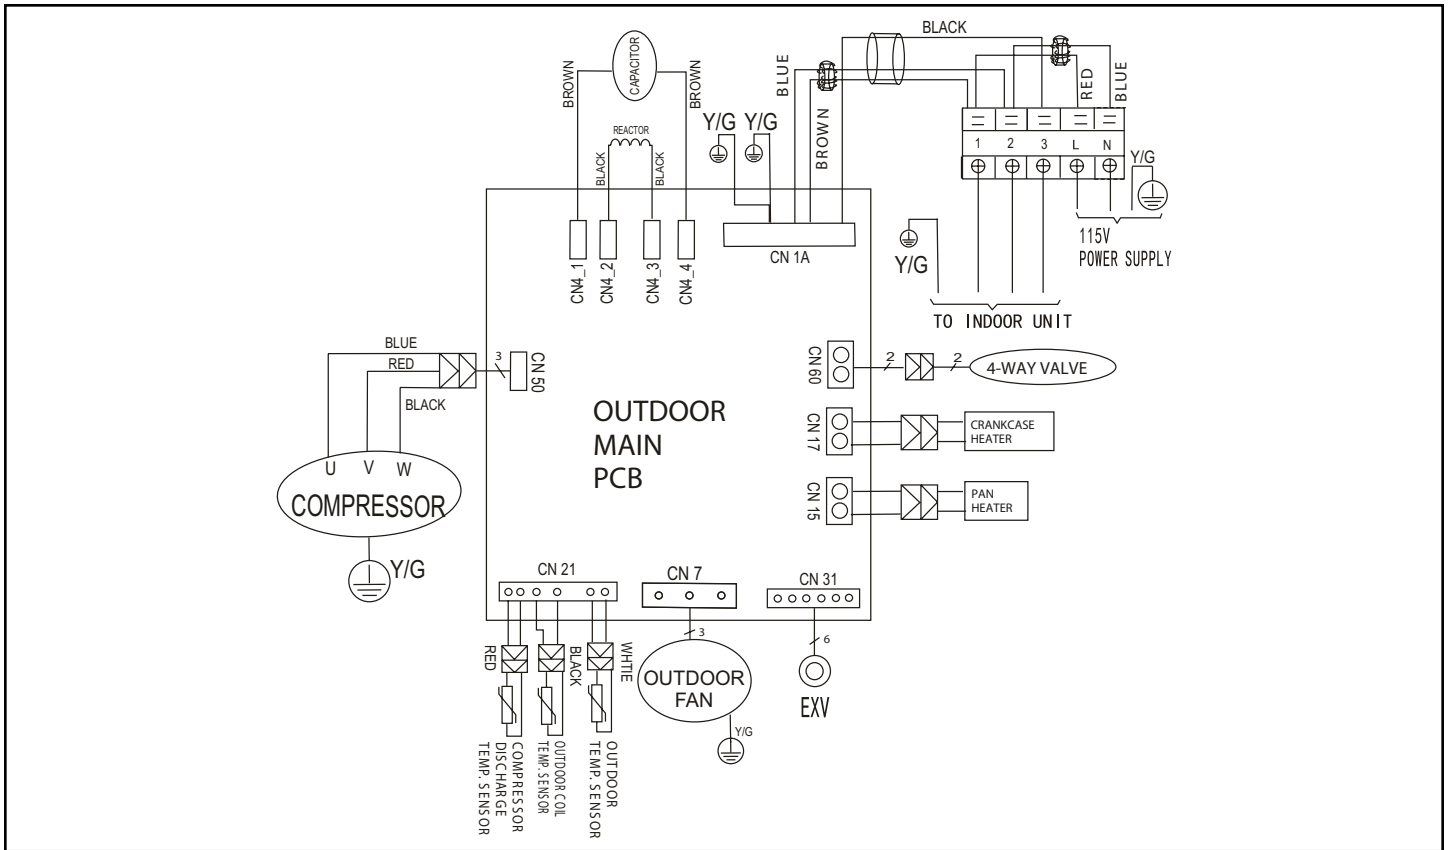 BLACK
CAPACITOR
BROWN
BROWN
BLUE
BROWN
RED
BLUE
REACTOR
BLACK
BLACK
Y/G Y/G
1 2 3 L N
Y/G
CN4_1
CN4_2
CN4_3
CN4_4
CN 1A
Y/G
115V
POWER SUPPLY
TO INDOOR UNIT
BLUE
RED
BLACK
3
CN 50
U V W
COMPRESSOR
Y/G
OUTDOOR
MAIN
PCB
CN 60
2
2
4-WAY VALVE
CN 17
CRANKCASE
HEATER
CN 15
PAN
HEATER
CN 21
CN 7
CN 31
RED
BLACK
WHTIE
3
6
OUTDOOR
FAN
EXV
Y/G
COMPRESSOR
DISCHARGE
TEMP. SENSOR
OUTDOOR COIL
TEMP. SENSOR
OUTDOOR
TEMP. SENSOR